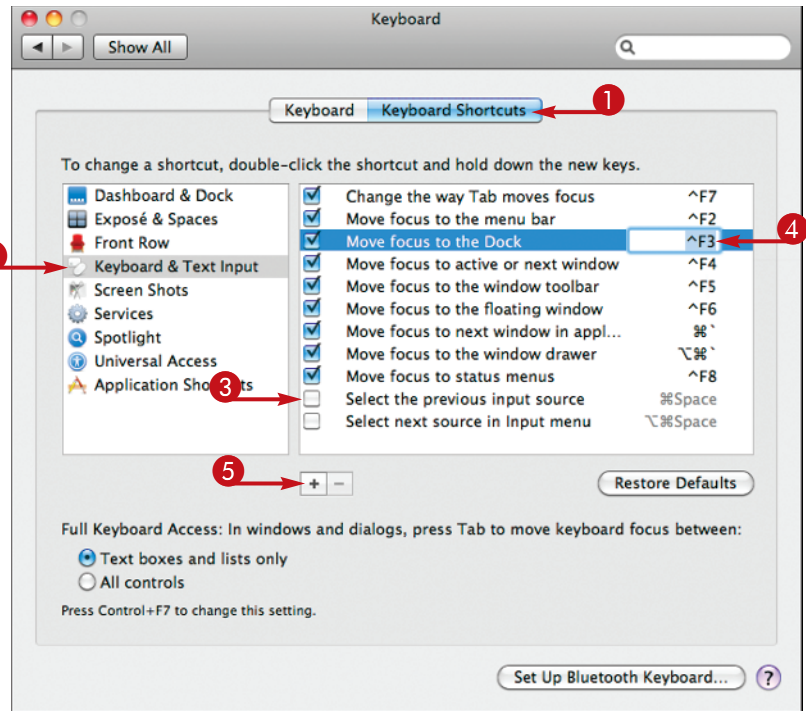 Keyboard
Show All
Keyboard Keyboard Shortcuts 1
To change a shortcut, double-click the shortcut and hold down the new keys.
Dashboard & Dock
Exposé & Spaces
Front Row
Keyboard & Text Input
Screen Shots
Services
Spotlight
Universal Access
Application
Change the way Tab moves focus ^F7
Move focus to the menu bar ^F2
Move focus to the Dock ^F3 4
Move focus to active or next window ^F4
Move focus to the window toolbar ^F5
Move focus to the floating window ^F6
Move focus to next window in appl... ⌘`
Move focus to the window drawer ⌥⌘`
Move focus to status menus ^F8
3 Select the previous input source ⌘Space
Select next source in Input menu ⌥⌘Space
5 + − Restore Defaults
Full Keyboard Access: In windows and dialogs, press Tab to move keyboard focus between:
Text boxes and lists only
All controls
Press Control+F7 to change this setting.
Set Up Bluetooth Keyboard... ?